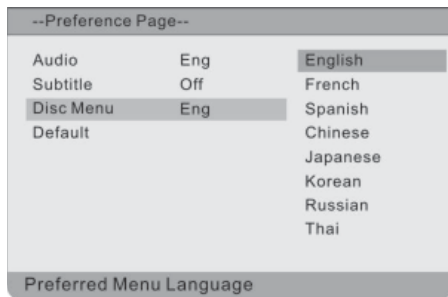 --Preference Page--
Audio Eng English
Subtitle Off French
Disc Menu Eng Spanish
Default Chinese
Japanese
Korean
Russian
Thai
Preferred Menu Language